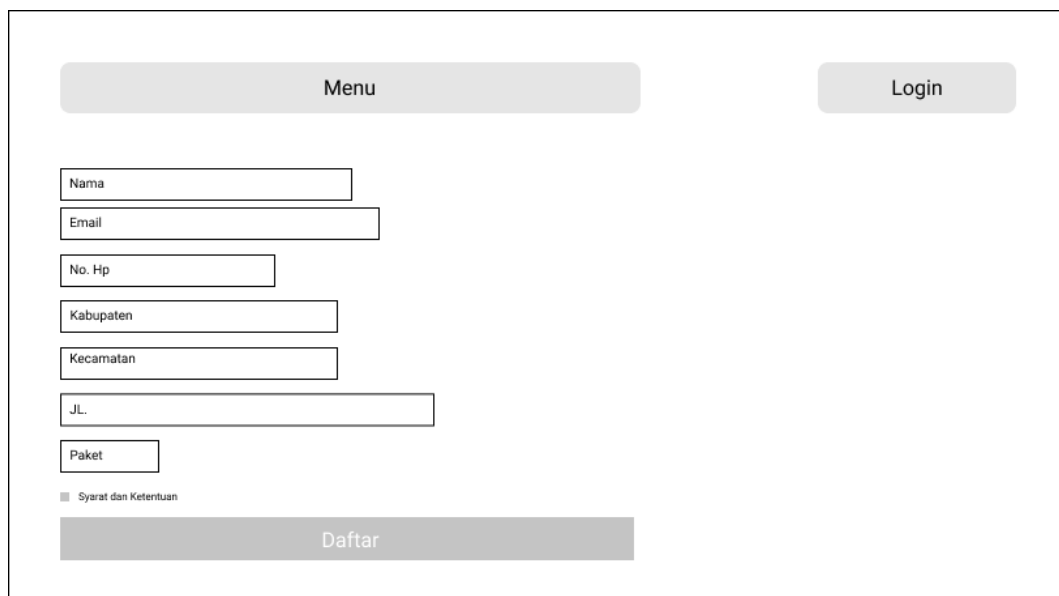 Menu
Login
Nama
Email
No. Hp
Kabupaten
Kecamatan
JL.
Paket
Syarat dan Ketentuan
Daftar